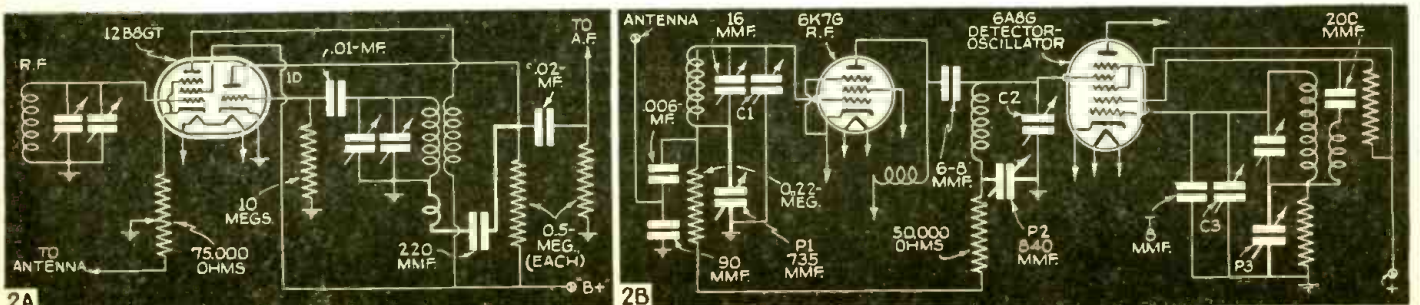 12B8GT
.01-MF.
1D
.02-
MF.
TO
A.F.
R.F.
10
MEGS.
TO
ANTENNA
75,000
OHMS
220
MMF.
0.5-
MEG.,
(EACH)
"B+"
2A
ANTENNA
16
MMF.
6K7G
R.F.
6A8G
DETECTOR-
OSCILLATOR
200
MMF.
C1
.006-
MF.
C2
6-8
MMF.
0.22-
MEG.
90
MMF.
P1
735
MMF.
50,000
OHMS
P2
840
MMF.
8
MMF.
C3
P3
+
2B